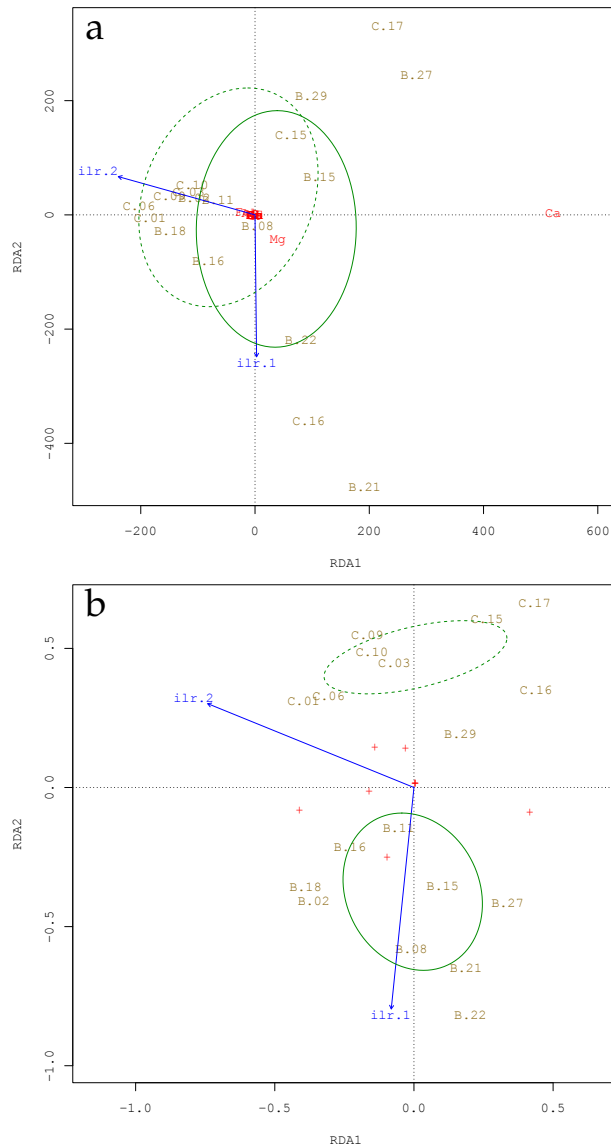 a
C.17
B.27
B.29
200
C.15
ilr.2
B.15
C.10
B.11
C.06
C.01
0
Ca
B.08
B.18
Mg
B.16
RDA2
-200
B.22
ilr.1
-400
C.16
B.21
-200 0 200 400 600
RDA1
b
C.17
C.15
0.5
C.09
C.10
C.03
C.16
ilr.2
C.06
C.01
B.29
0.0
RDA2
B.11
B.16
B.18
B.15
B.02
B.27
-0.5
B.08
B.21
ilr.1
B.22
-1.0
-1.0 -0.5 0.0 0.5
RDA1